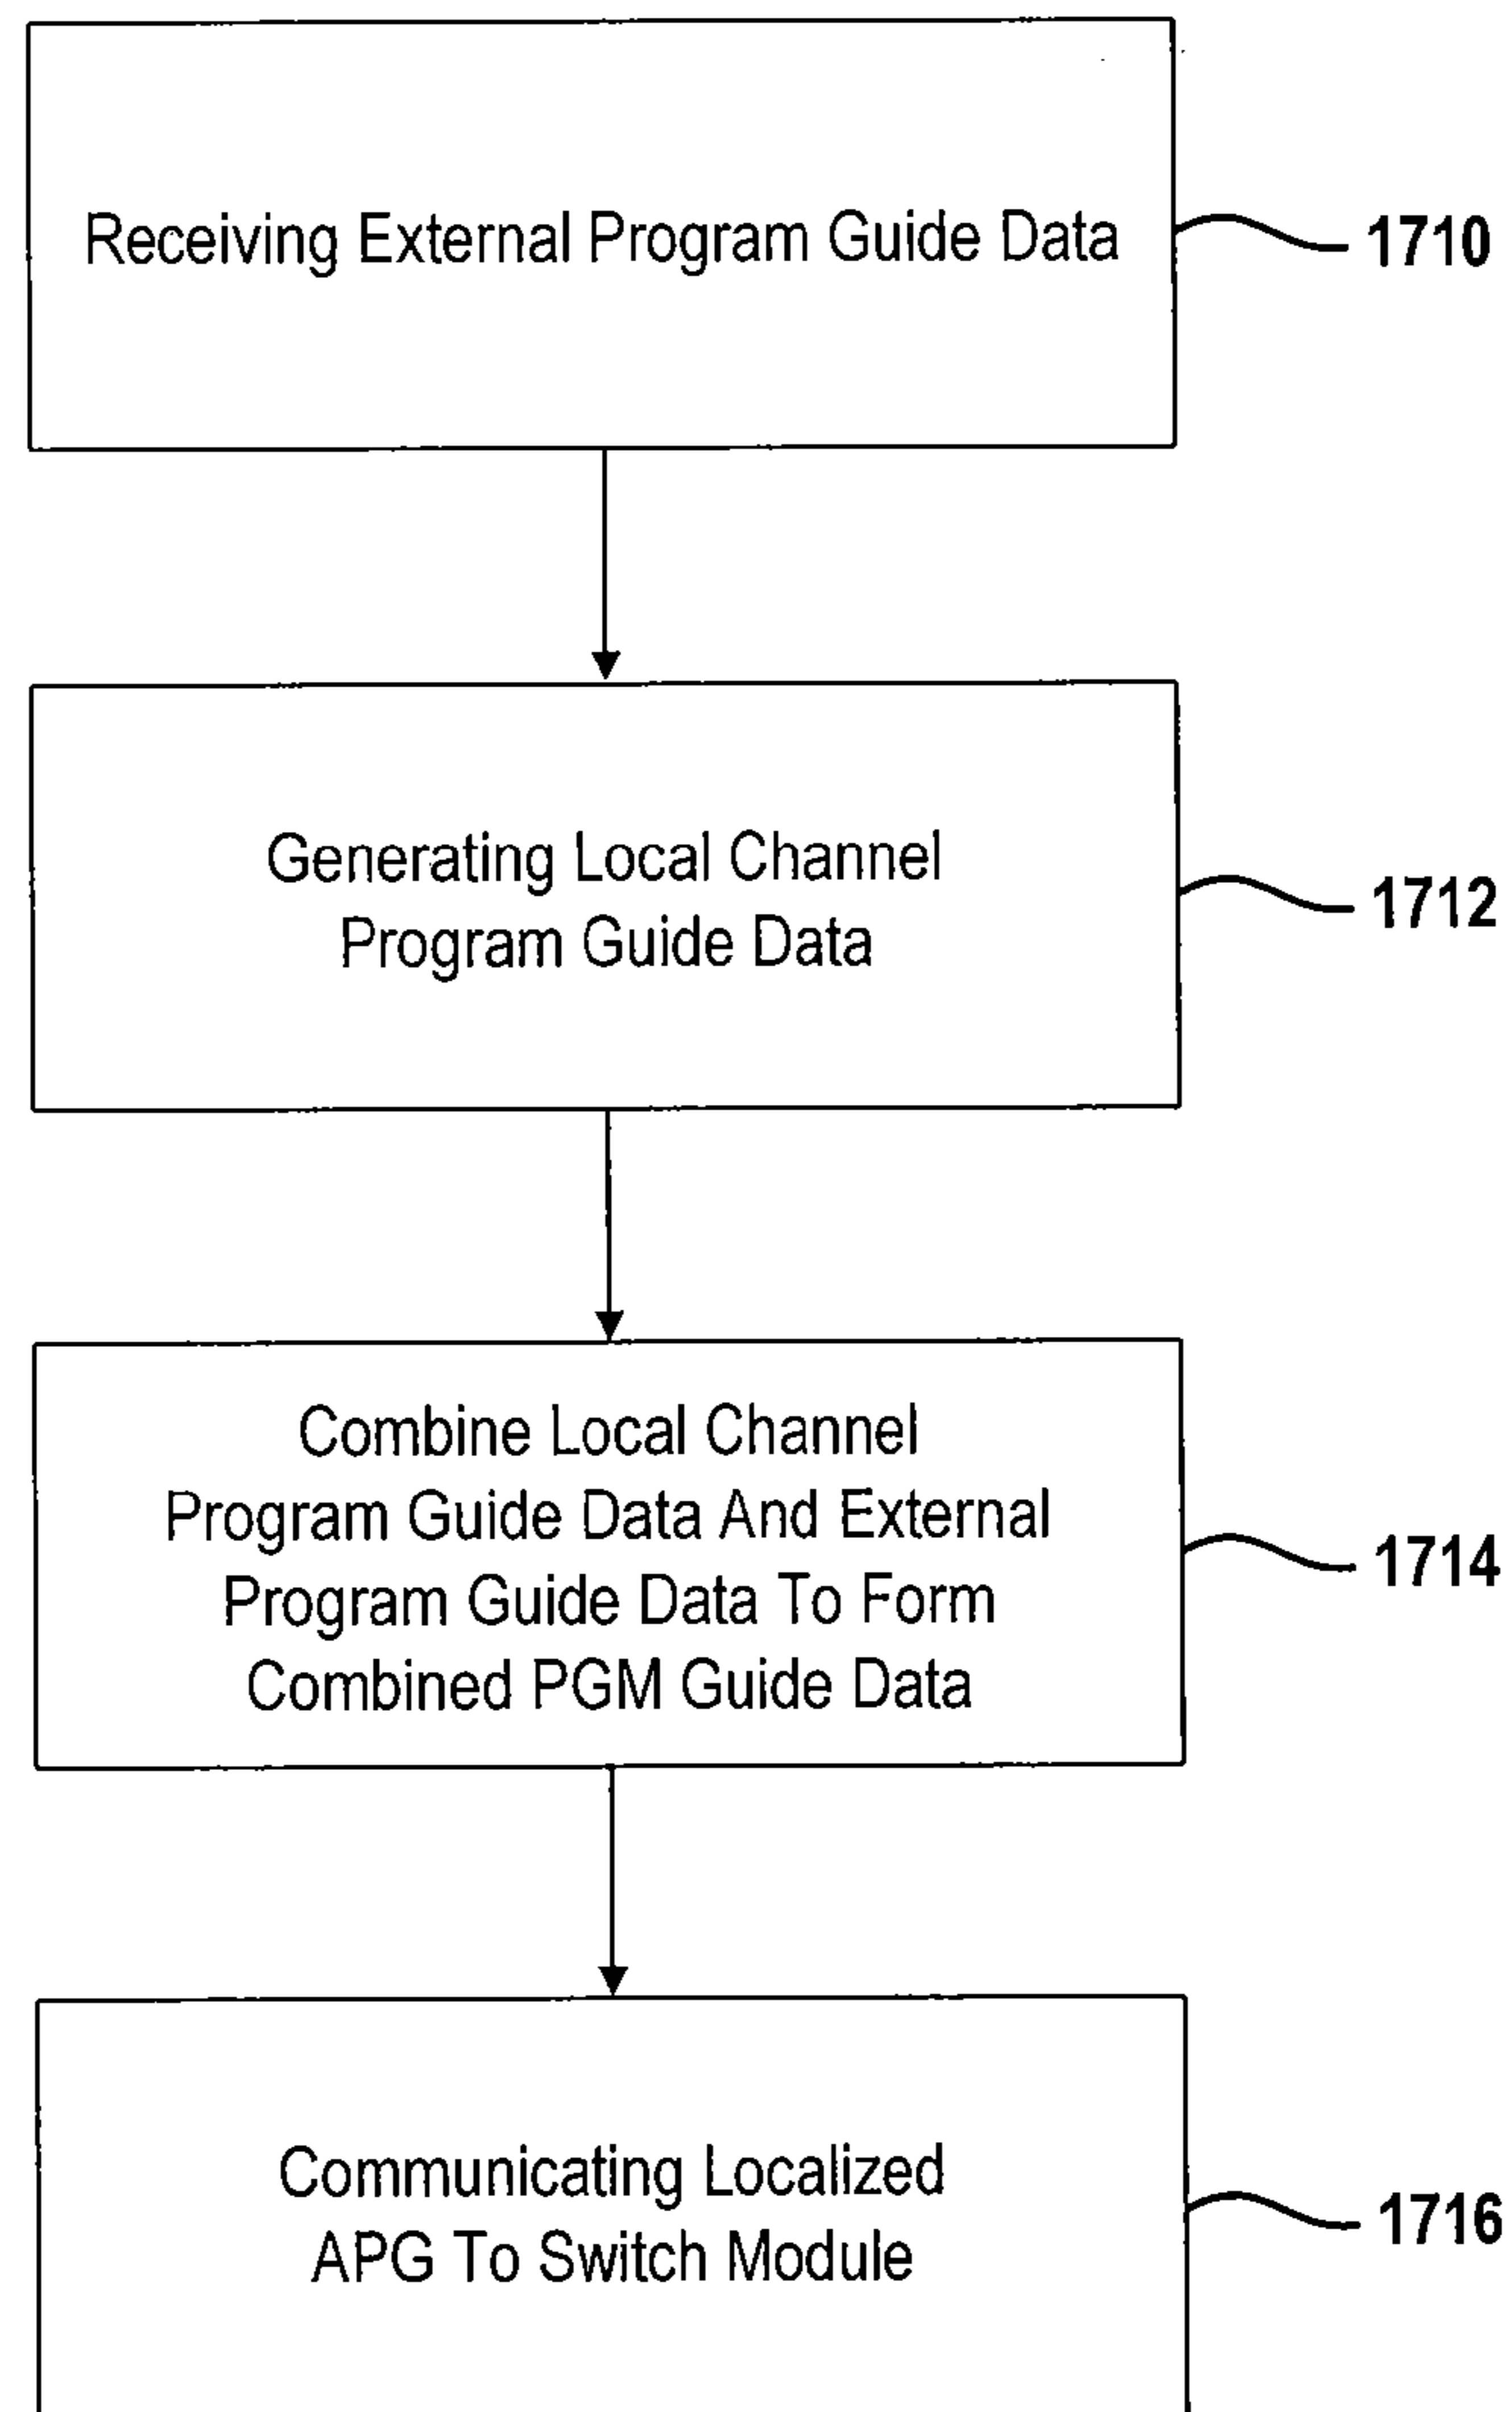 Receiving External Program Guide Data
1710
Generating Local Channel
Program Guide Data
1712
Combine Local Channel
Program Guide Data And External
Program Guide Data To Form
Combined PGM Guide Data
1714
Communicating Localized
APG To Switch Module
1716